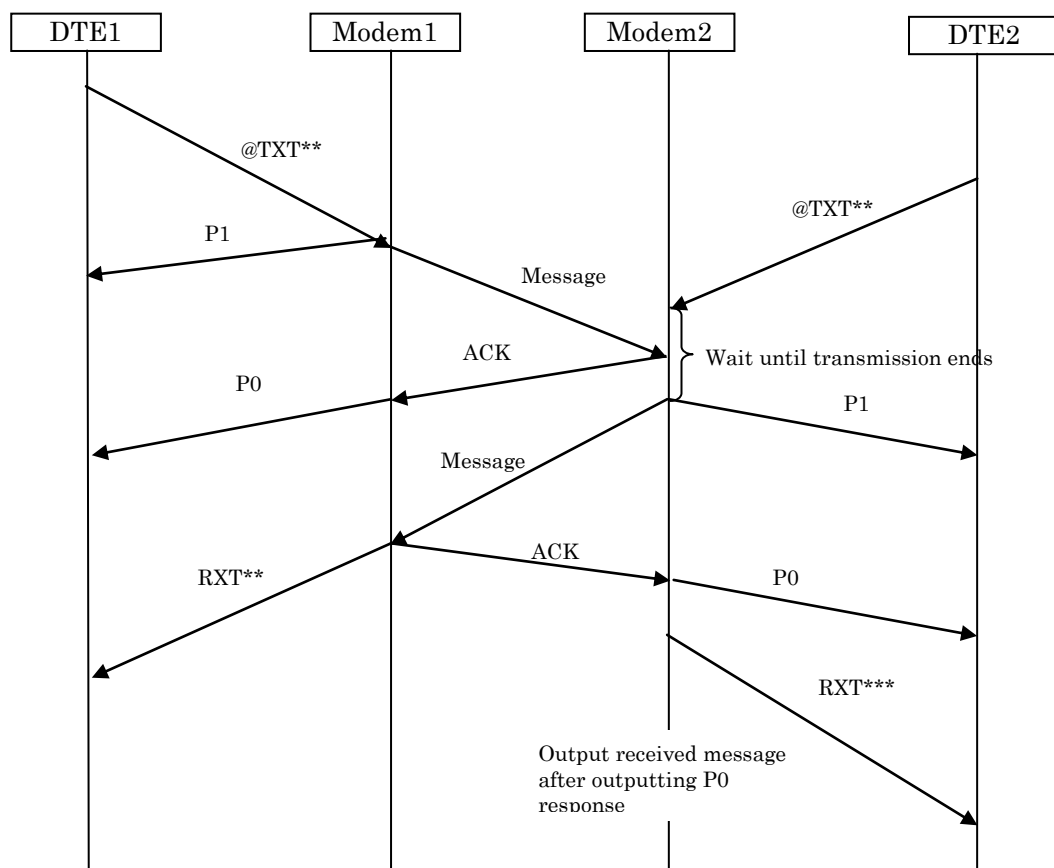 DTE1
Modem1
Modem2
DTE2
@TXT**
@TXT**
P1
Message
ACK
Wait until transmission ends
P0
P1
Message
ACK
RXT**
P0
RXT***
Output received message
after outputting P0
response